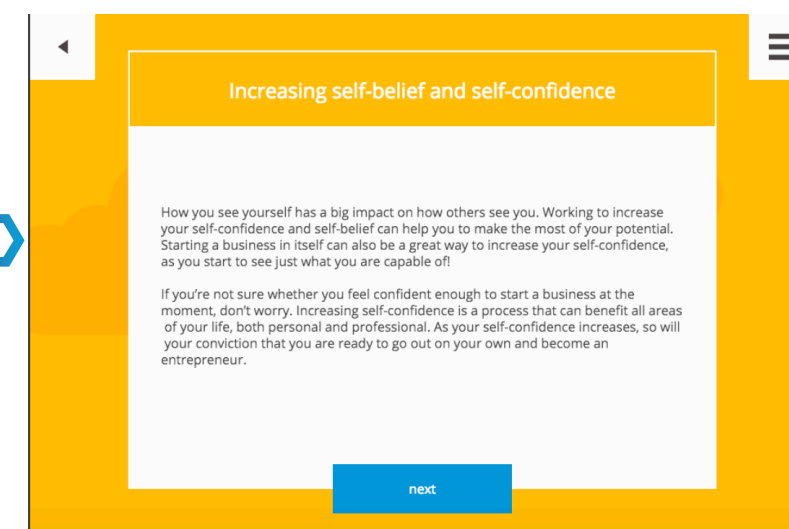 Increasing self-belief and self-confidence
How you see yourself has a big impact on how others see you. Working to increase
your self-confidence and self-belief can help you to make the most of your potential.
Starting a business in itself can also be a great way to increase your self-confidence,
as you start to see just what you are capable of!
If you're not sure whether you feel confident enough to start a business at the
moment, don't worry. Increasing self-confidence is a process that can benefit all areas
of your life, both personal and professional. As your self-confidence increases, so will
your conviction that you are ready to go out on your own and become an
entrepreneur.
next